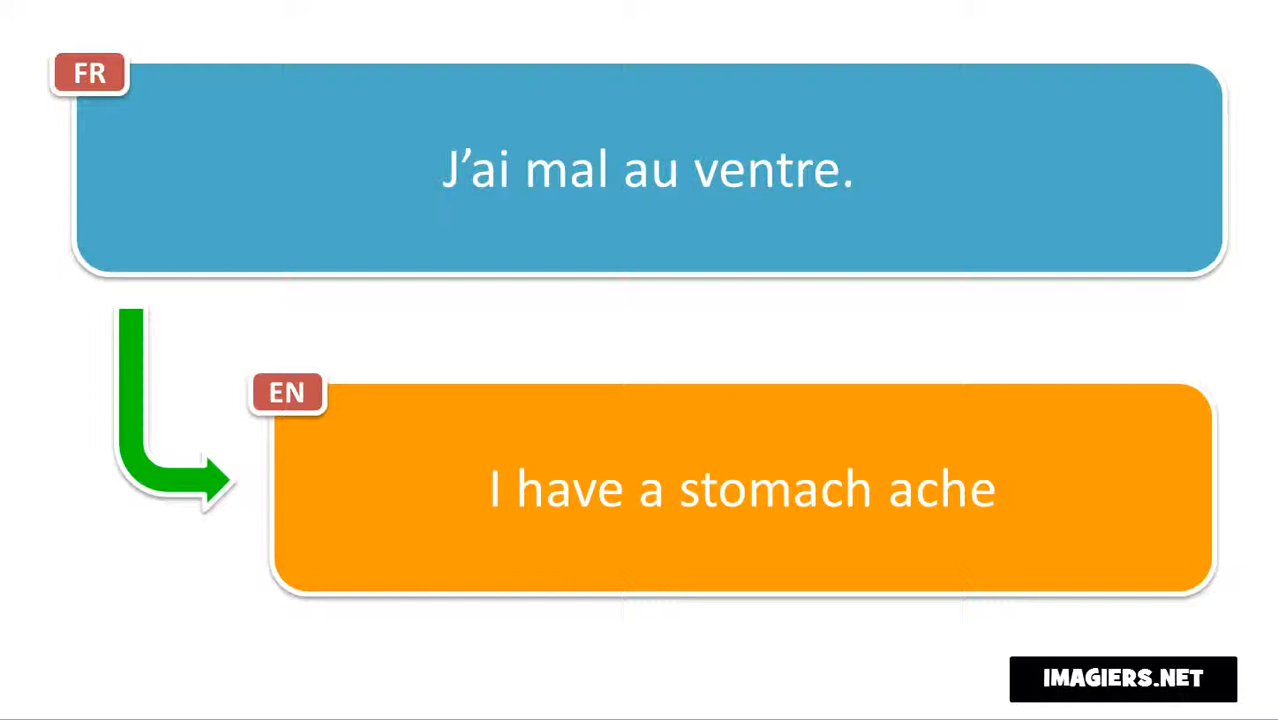 FR
J’ai mal au ventre.
EN
I have a stomach ache
IMAGIERS.NET